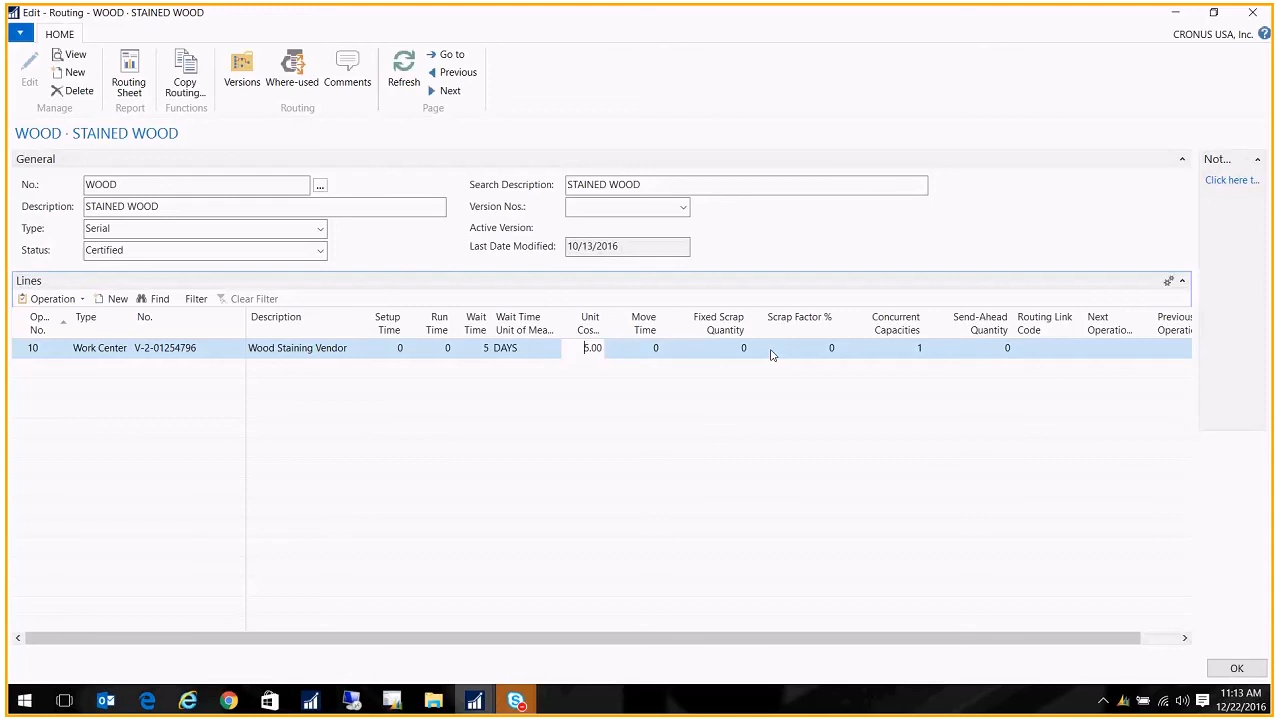 Edit - Routing - WOOD · STAINED WOOD
HOME
CRONUS USA, Inc.
Edit
View
New
Delete
Manage
Routing Sheet
Report
Copy Routing...
Functions
Versions
Where-used
Comments
Routing
Refresh
Go to
Previous
Next
Page
WOOD · STAINED WOOD
General
No.: WOOD ...
Description: STAINED WOOD
Type: Serial
Status: Certified
Search Description: STAINED WOOD
Version Nos.:
Active Version:
Last Date Modified: 10/13/2016
Not...
Click here t...
Lines
Operation New Find Filter Clear Filter
Op... No. Type No. Description Setup Time Run Time Wait Time Wait Time Unit of Mea... Unit Cos... Move Time Fixed Scrap Quantity Scrap Factor % Concurrent Capacities Send-Ahead Quantity Routing Link Code Next Operatio... Previou Operati
10 Work Center V-2-01254796 Wood Staining Vendor 0 0 5 DAYS 5.00 0 0 0 1 0
OK
11:13 AM
12/22/2016